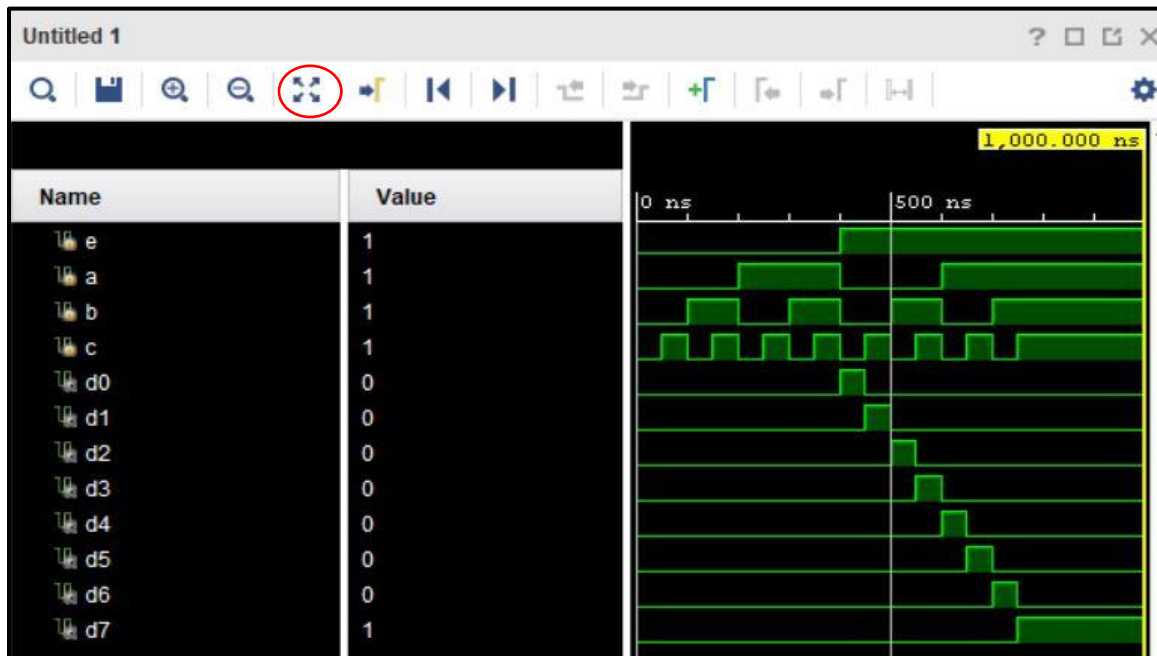 Untitled 1
1,000.000 ns
Name Value 0 ns 500 ns
e 1
a 1
b 1
c 1
d0 0
d1 0
d2 0
d3 0
d4 0
d5 0
d6 0
d7 1